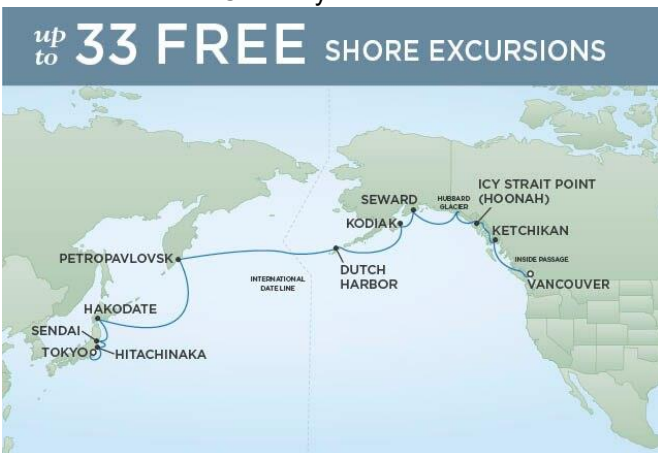 up to 33 FREE SHORE EXCURSIONS
ICY STRAIT POINT
(HOONAH)
SEWARD
HUBBARD
GLACIER
KODIAK
KETCHIKAN
PETROPAVLOVSK
INSIDE PASSAGE
DUTCH
HARBOR
INTERNATIONAL
DATE LINE
VANCOUVER
HAKODATE
SENDAI
TOKYO
HITACHINAKA